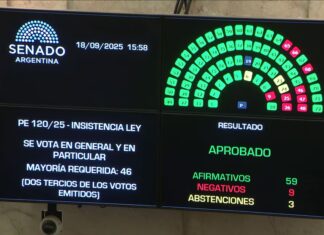 SENADO
ARGENTINA
18/09/2025 15:58
PE 120/25 - INSISTENCIA LEY
SE VOTA EN GENERAL Y EN
PARTICULAR
MAYORÍA REQUERIDA: 46
(DOS TERCIOS DE LOS VOTOS
EMITIDOS)
RESULTADO
APROBADO
AFIRMATIVOS 59
NEGATIVOS 9
ABSTENCIONES 3